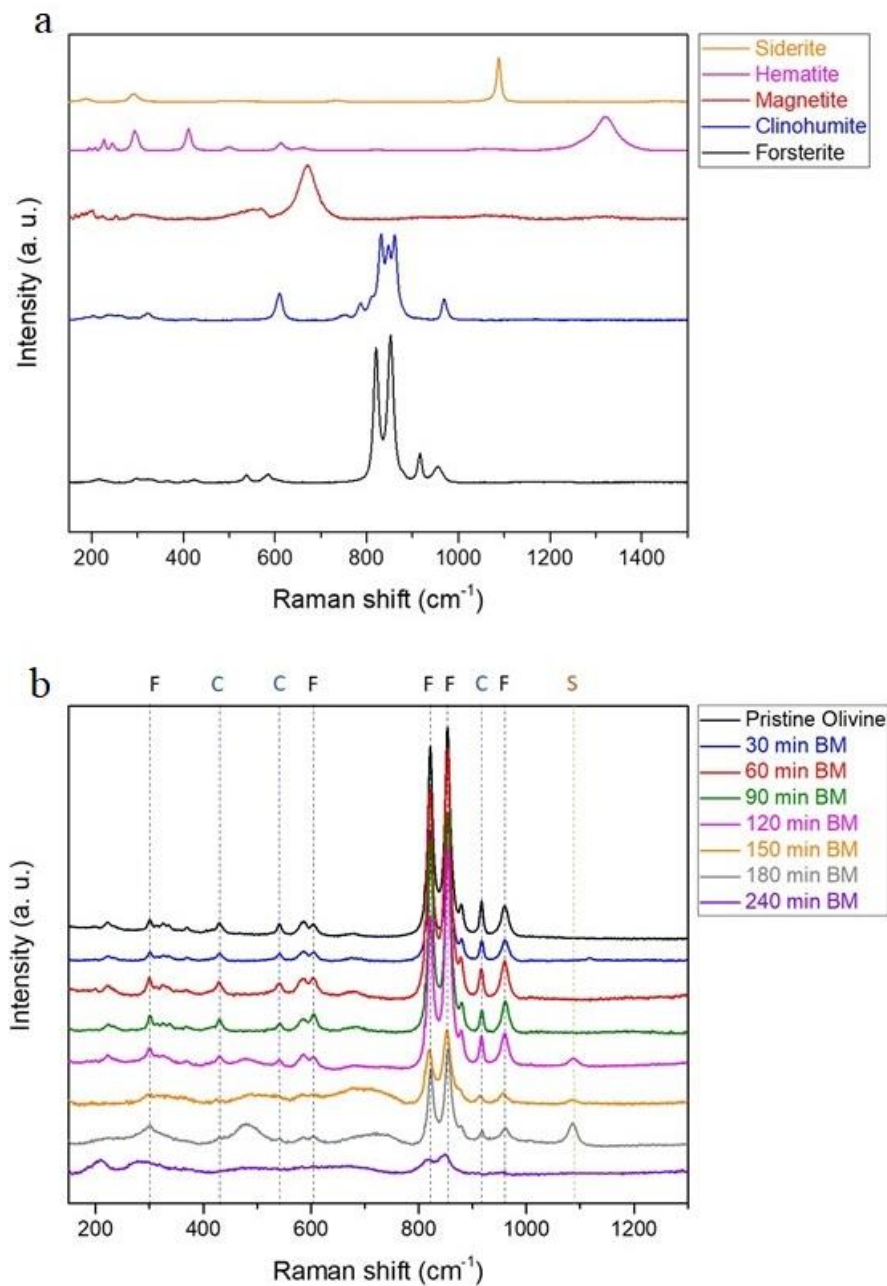 a
Siderite
Hematite
Magnetite
Clinohumite
Forsterite
Intensity (a. u.)
200 400 600 800 1000 1200 1400
Raman shift (cm⁻¹)
b
F C C F F F C F S
Pristine Olivine
30 min BM
60 min BM
90 min BM
120 min BM
150 min BM
180 min BM
240 min BM
Intensity (a. u.)
200 400 600 800 1000 1200
Raman shift (cm⁻¹)